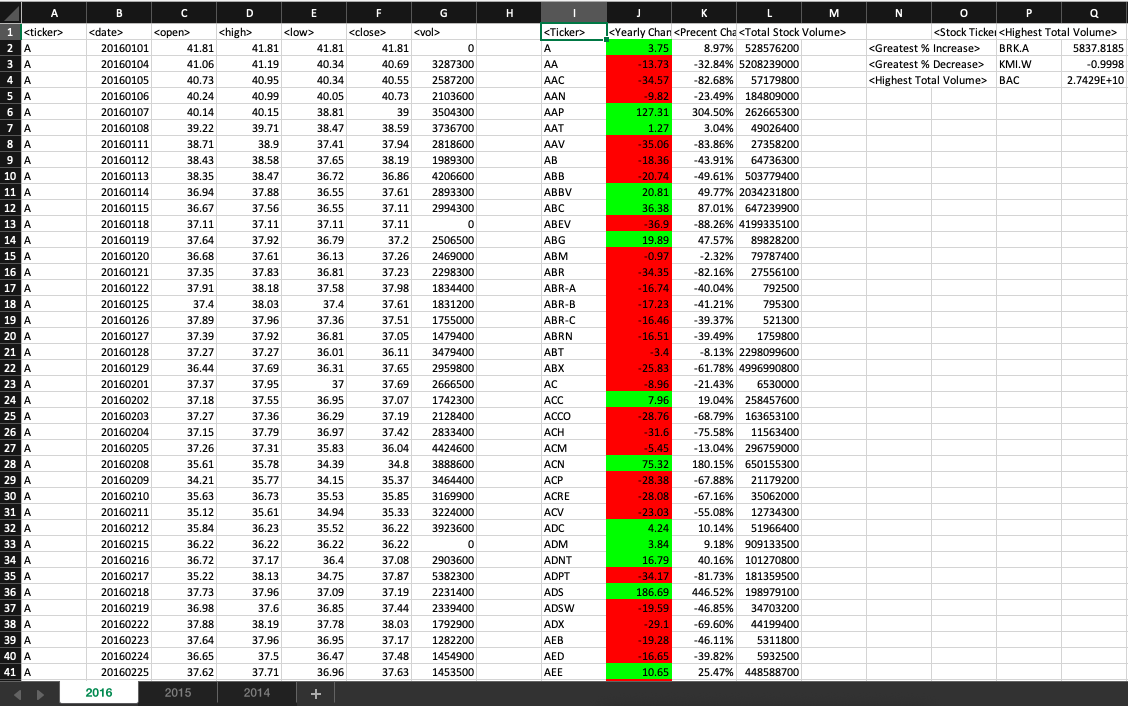 A B C D E F G H I J K L M N O P Q
1 <ticker> <date> <open> <high> <low> <close> <vol> <Ticker> <Yearly Chan <Precent Cha <Total Stock Volume> <Stock Ticker <Highest Total Volume>
2 A 20160101 41.81 41.81 41.81 41.81 0 A 3.75 8.97% 528576200 <Greatest % Increase> BRK.A 5837.8185
3 A 20160104 41.06 41.19 40.34 40.69 3287300 AA -13.73 -32.84% 5208239000 <Greatest % Decrease> KMI.W -0.9998
4 A 20160105 40.73 40.95 40.34 40.55 2587200 AAC -34.57 -82.68% 57179800 <Highest Total Volume> BAC 2.7429E+10
5 A 20160106 40.24 40.99 40.05 40.73 2103600 AAN -9.82 -23.49% 184809000
6 A 20160107 40.14 40.15 38.81 39 3504300 AAP 127.31 304.50% 262665300
7 A 20160108 39.22 39.71 38.47 38.59 3736700 AAT 1.27 3.04% 49026400
8 A 20160111 38.71 38.9 37.41 37.94 2818600 AAV -35.06 -83.86% 27358200
9 A 20160112 38.43 38.58 37.65 38.19 1989300 AB -18.36 -43.91% 64736300
10 A 20160113 38.35 38.47 36.72 36.86 4206600 ABB -20.74 -49.61% 503779400
11 A 20160114 36.94 37.88 36.55 37.61 2893300 ABBV 20.81 49.77% 2034231800
12 A 20160115 36.67 37.56 36.55 37.11 2994300 ABC 36.38 87.01% 647239900
13 A 20160118 37.11 37.11 37.11 37.11 0 ABEV -36.9 -88.26% 4199335100
14 A 20160119 37.64 37.92 36.79 37.2 2506500 ABG 19.89 47.57% 89828200
15 A 20160120 36.68 37.61 36.13 37.26 2469000 ABM -0.97 -2.32% 79787400
16 A 20160121 37.35 37.83 36.81 37.23 2298300 ABR -34.35 -82.16% 27556100
17 A 20160122 37.91 38.18 37.58 37.98 1834400 ABR-A -16.74 -40.04% 792500
18 A 20160125 37.4 38.03 37.4 37.61 1831200 ABR-B -17.23 -41.21% 795300
19 A 20160126 37.89 37.96 37.36 37.51 1755000 ABR-C -16.46 -39.37% 521300
20 A 20160127 37.39 37.92 36.81 37.05 1479400 ABRN -16.51 -39.49% 1759800
21 A 20160128 37.27 37.27 36.01 36.11 3479400 ABT -3.4 -8.13% 2298099600
22 A 20160129 36.44 37.69 36.31 37.65 2959800 ABX -25.83 -61.78% 4996990800
23 A 20160201 37.37 37.95 37 37.69 2666500 AC -8.96 -21.43% 6530000
24 A 20160202 37.18 37.55 36.95 37.07 1742300 ACC 7.96 19.04% 258457600
25 A 20160203 37.27 37.36 36.29 37.19 2128400 ACCO -28.76 -68.79% 163653100
26 A 20160204 37.15 37.79 36.97 37.42 2833400 ACH -31.6 -75.58% 11563400
27 A 20160205 37.26 37.31 35.83 36.04 4424600 ACM -5.45 -13.04% 296759000
28 A 20160208 35.61 35.78 34.39 34.8 3888600 ACN 75.32 180.15% 650155300
29 A 20160209 34.21 35.77 34.15 35.37 3464400 ACP -28.38 -67.88% 21179200
30 A 20160210 35.63 36.73 35.53 35.85 3169900 ACRE -28.08 -67.16% 35062000
31 A 20160211 35.12 35.61 34.94 35.33 3224000 ACV -23.03 -55.08% 12734300
32 A 20160212 35.84 36.23 35.52 36.22 3923600 ADC 4.24 10.14% 51966400
33 A 20160215 36.22 36.22 36.22 36.22 0 ADM 3.84 9.18% 909133500
34 A 20160216 36.72 37.17 36.4 37.08 2903600 ADNT 16.79 40.16% 101270800
35 A 20160217 35.22 38.13 34.75 37.87 5382300 ADPT -34.17 -81.73% 181359500
36 A 20160218 37.73 37.96 37.09 37.19 2231400 ADS 186.69 446.52% 198979100
37 A 20160219 36.98 37.6 36.85 37.44 2339400 ADSW -19.59 -46.85% 34703200
38 A 20160222 37.88 38.19 37.78 38.03 1792900 ADX -29.1 -69.60% 44199400
39 A 20160223 37.64 37.96 36.95 37.17 1282200 AEB -19.28 -46.11% 5311800
40 A 20160224 36.65 37.5 36.47 37.48 1454900 AED -16.65 -39.82% 5932500
41 A 20160225 37.62 37.71 36.96 37.63 1453500 AEE 10.65 25.47% 448588700
2016 2015 2014 +